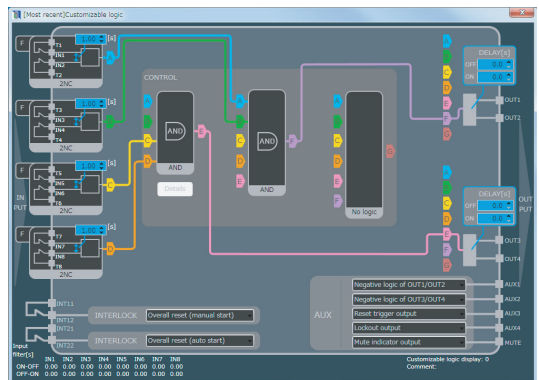 [Most recent]Customizable logic
F
T1
IN1
IN2
T2
1.00
[s]
2NC
A
F
T3
IN3
IN4
T4
1.00
[s]
2NC
F
T5
IN5
IN6
T6
1.00
[s]
2NC
C
F
T7
IN7
IN8
T8
1.00
[s]
2NC
D
IN
PUT
CONTROL
A
C
D
AND
AND
Details
E
A
C
D
E
AND
AND
F
A
C
D
E
F
No logic
G
A
C
D
E
F
G
DELAY[s]
OFF 0.0
ON 0.0
OUT1
OUT2
A
C
D
E
F
G
DELAY[s]
OFF 0.0
ON 0.0
OUT3
OUT4
OUT
PUT
INT11
INT12
INT21
INT22
INTERLOCK Overall reset (manual start)
INTERLOCK Overall reset (auto start)
AUX
Negative logic of OUT1/OUT2 AUX1
Negative logic of OUT3/OUT4 AUX2
Reset trigger output AUX3
Lockout output AUX4
Mute indicator output MUTE
Input
filter[s]
IN1 IN2 IN3 IN4 IN5 IN6 IN7 IN8
ON-OFF 0.00 0.00 0.00 0.00 0.00 0.00 0.00 0.00
OFF-ON 0.00 0.00 0.00 0.00 0.00 0.00 0.00 0.00
Customizable logic display: 0
Comment: